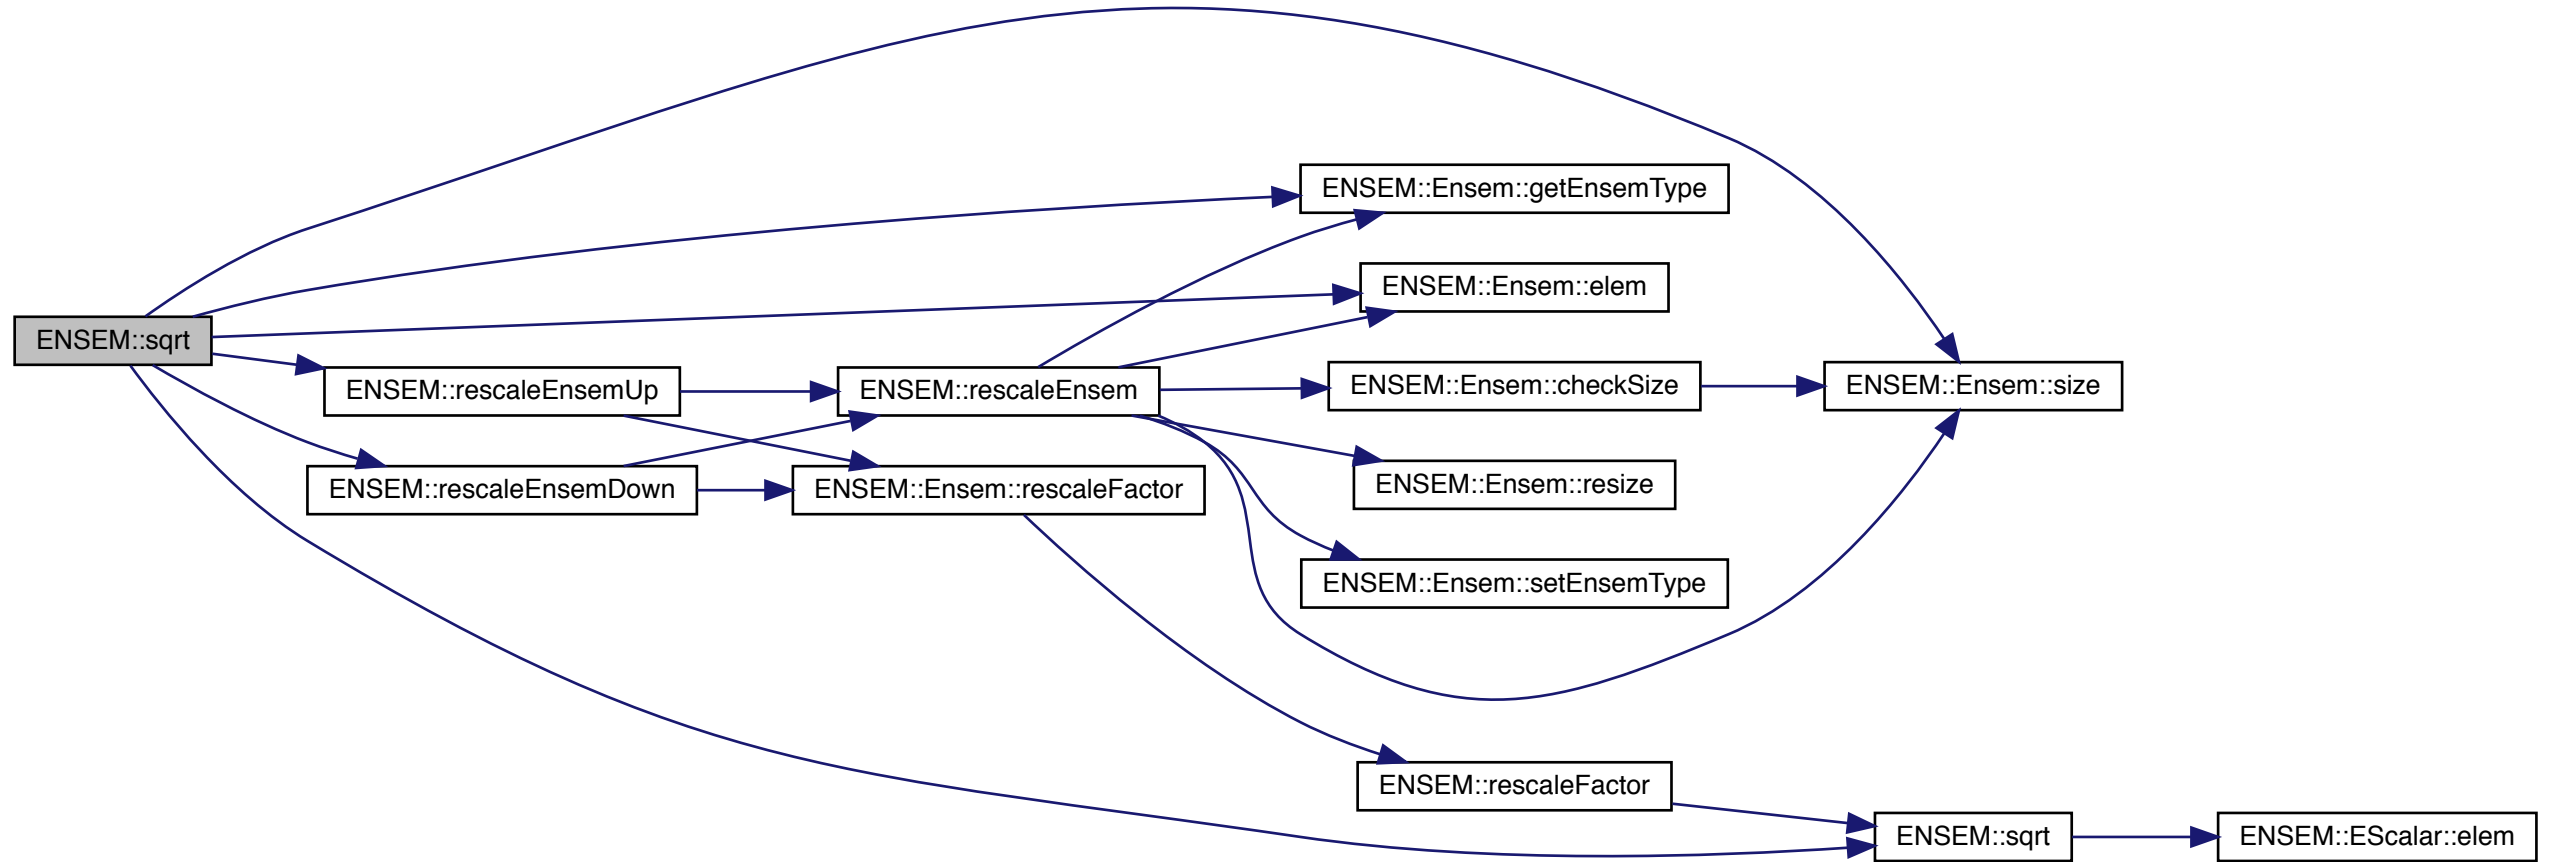 ENSEM::sqrt
ENSEM::rescaleEnsemUp
ENSEM::rescaleEnsemDown
ENSEM::rescaleEnsem
ENSEM::Ensem::rescaleFactor
ENSEM::Ensem::getEnsemType
ENSEM::Ensem::elem
ENSEM::Ensem::checkSize
ENSEM::Ensem::resize
ENSEM::Ensem::setEnsemType
ENSEM::rescaleFactor
ENSEM::Ensem::size
ENSEM::sqrt
ENSEM::EScalar::elem